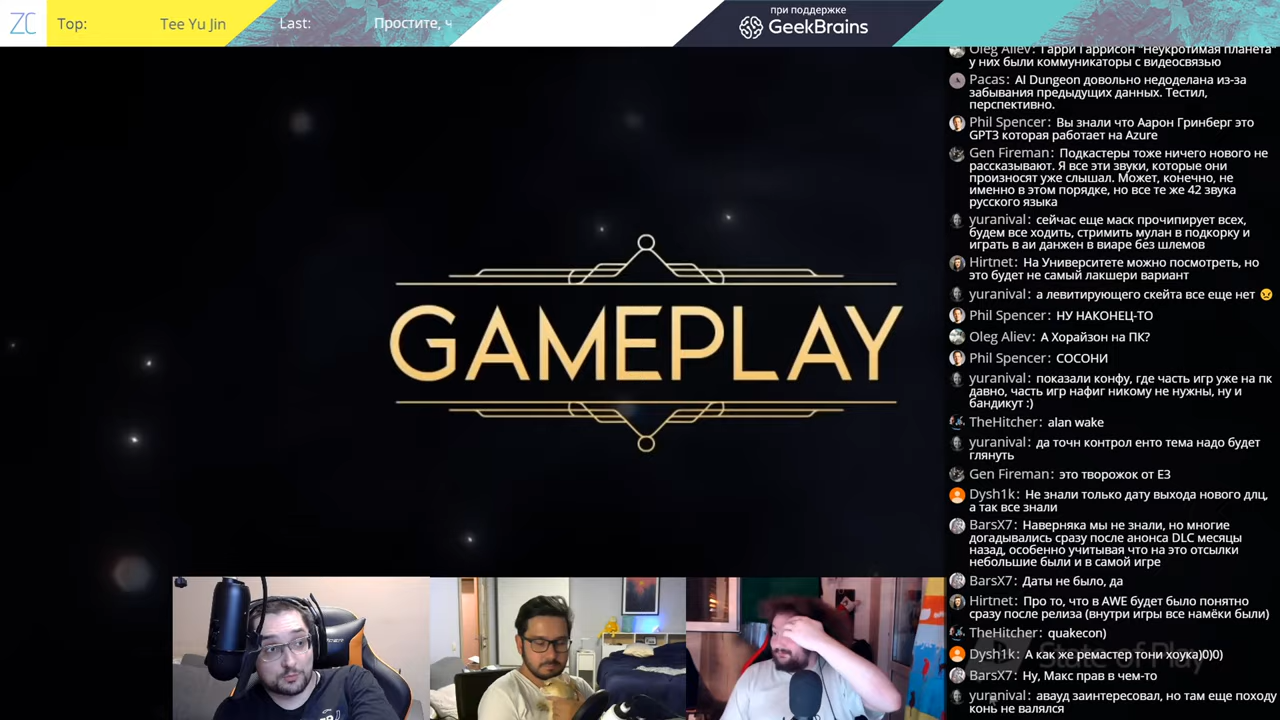 ZC
Top:
Tee Yu Jin
Last:
Простите, ч
при поддержке
GeekBrains
GAMEPLAY
Oleg Aliev: Гарри Гаррисон "Неукротимая планета"
у них были коммуникаторы с видеосвязью
Pacas: AI Dungeon довольно недоделана из-за
забывания предыдущих данных. Тестил,
перспективно.
Phil Spencer: Вы знали что Аарон Гринберг это
GPT3 которая работает на Azure
Gen Fireman: Подкастеры тоже ничего нового не
рассказывают. Я все эти звуки, которые они
произносят уже слышал. Может, конечно, не
именно в этом порядке, но все те же 42 звука
русского языка
yuranival: сейчас еще маск прочипирует всех,
будем все ходить, стримить мулан в подкорку и
играть в аи данжен в виаре без шлемов
Hirtnet: На Университете можно посмотреть, но
это будет не самый лакшери вариант
yuranival: а левитирующего скейта все еще нет 😠
Phil Spencer: НУ НАКОНЕЦ-ТО
Oleg Aliev: А Хорайзон на ПК?
Phil Spencer: СОСОНИ
yuranival: показали конфу, где часть игр уже на пк
давно, часть игр нафиг никому не нужны, ну и
бандикут :)
TheHitcher: alan wake
yuranival: да точн контрол енто тема надо будет
глянуть
Gen Fireman: это творожок от Е3
Dysh1k: Не знали только дату выхода нового длц,
а так все знали
BarsX7: Наверняка мы не знали, но многие
догадывались сразу после анонса DLC месяцы
назад, особенно учитывая что на это отсылки
небольшие были и в самой игре
BarsX7: Даты не было, да
Hirtnet: Про то, что в AWE будет было понятно
сразу после релиза (внутри игры все намёки были)
TheHitcher: quakecon)
Dysh1k: А как же ремастер тони хоука)0)0)
State of Play
BarsX7: Ну, Макс прав в чем-то
yuranival: авауд заинтересовал, но там еще походу
конь не валялся